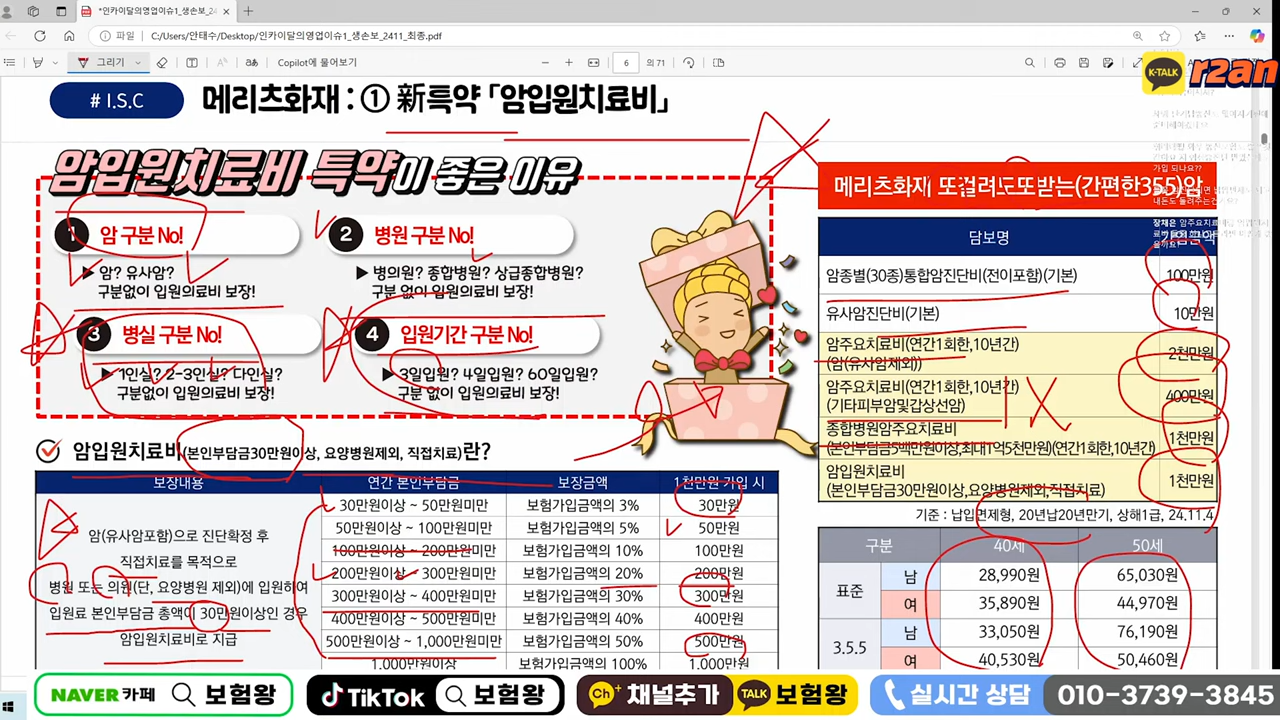 *인카이달의영업이슈1_생손보_24
파일 C:/Users/안태수/Desktop/인카이달의영업이슈1_생손보_2411_최종.pdf
그리기 Copilot에 물어보기 6 의 71
K-TALK r2an
# I.S.C 메리츠화재 : ① 新특약 「암입원치료비」
암입원치료비 특약이 좋은 이유
1 암 구분 No!
▶ 암? 유사암?
구분없이 입원의료비 보장!
2 병원 구분 No!
▶ 병의원? 종합병원? 상급종합병원?
구분 없이 입원의료비 보장!
3 병실 구분 No!
▶ 1인실? 2-3인실? 다인실?
구분없이 입원의료비 보장!
4 입원기간 구분 No!
▶ 3일입원? 4일입원? 60일입원?
구분 없이 입원의료비 보장!
암입원치료비(본인부담금30만원이상, 요양병원제외, 직접치료)란?
보장내용 연간 본인부담금 보장금액 1천만원 가입 시
암(유사암포함)으로 진단확정 후
직접치료를 목적으로
병원 또는 의원(단, 요양병원 제외)에 입원하여
입원료 본인부담금 총액이 30만원이상인 경우
암입원치료비로 지급
30만원이상 ~ 50만원미만 보험가입금액의 3% 30만원
50만원이상 ~ 100만원미만 보험가입금액의 5% 50만원
100만원이상 ~ 200만원미만 보험가입금액의 10% 100만원
200만원이상 ~ 300만원미만 보험가입금액의 20% 200만원
300만원이상 ~ 400만원미만 보험가입금액의 30% 300만원
400만원이상 ~ 500만원미만 보험가입금액의 40% 400만원
500만원이상 ~ 1,000만원미만 보험가입금액의 50% 500만원
1,000만원이상 보험가입금액의 100% 1,000만원
메리츠화재 또걸려도또받는(간편한355)암
담보명
암종별(30종)통합암진단비(전이포함)(기본) 100만원
유사암진단비(기본) 10만원
암주요치료비(연간1회한,10년간)
(암(유사암제외)) 2천만원
암주요치료비(연간1회한,10년간)
(기타피부암및갑상선암) 400만원
종합병원암주요치료비
(본인부담금5백만원이상,최대1억5천만원)(연간1회한,10년간) 1천만원
암입원치료비
(본인부담금30만원이상,요양병원제외,직접치료) 1천만원
기준 : 납입면제형, 20년납20년만기, 상해1급, 24.11.4
구분 40세 50세
표준 남 28,990원 65,030원
여 35,890원 44,970원
3.5.5 남 33,050원 76,190원
여 40,530원 50,460원
NAVER 카페 보험왕 TikTok 보험왕 Ch+ 채널추가 TALK 보험왕 실시간 상담 010-3739-3845